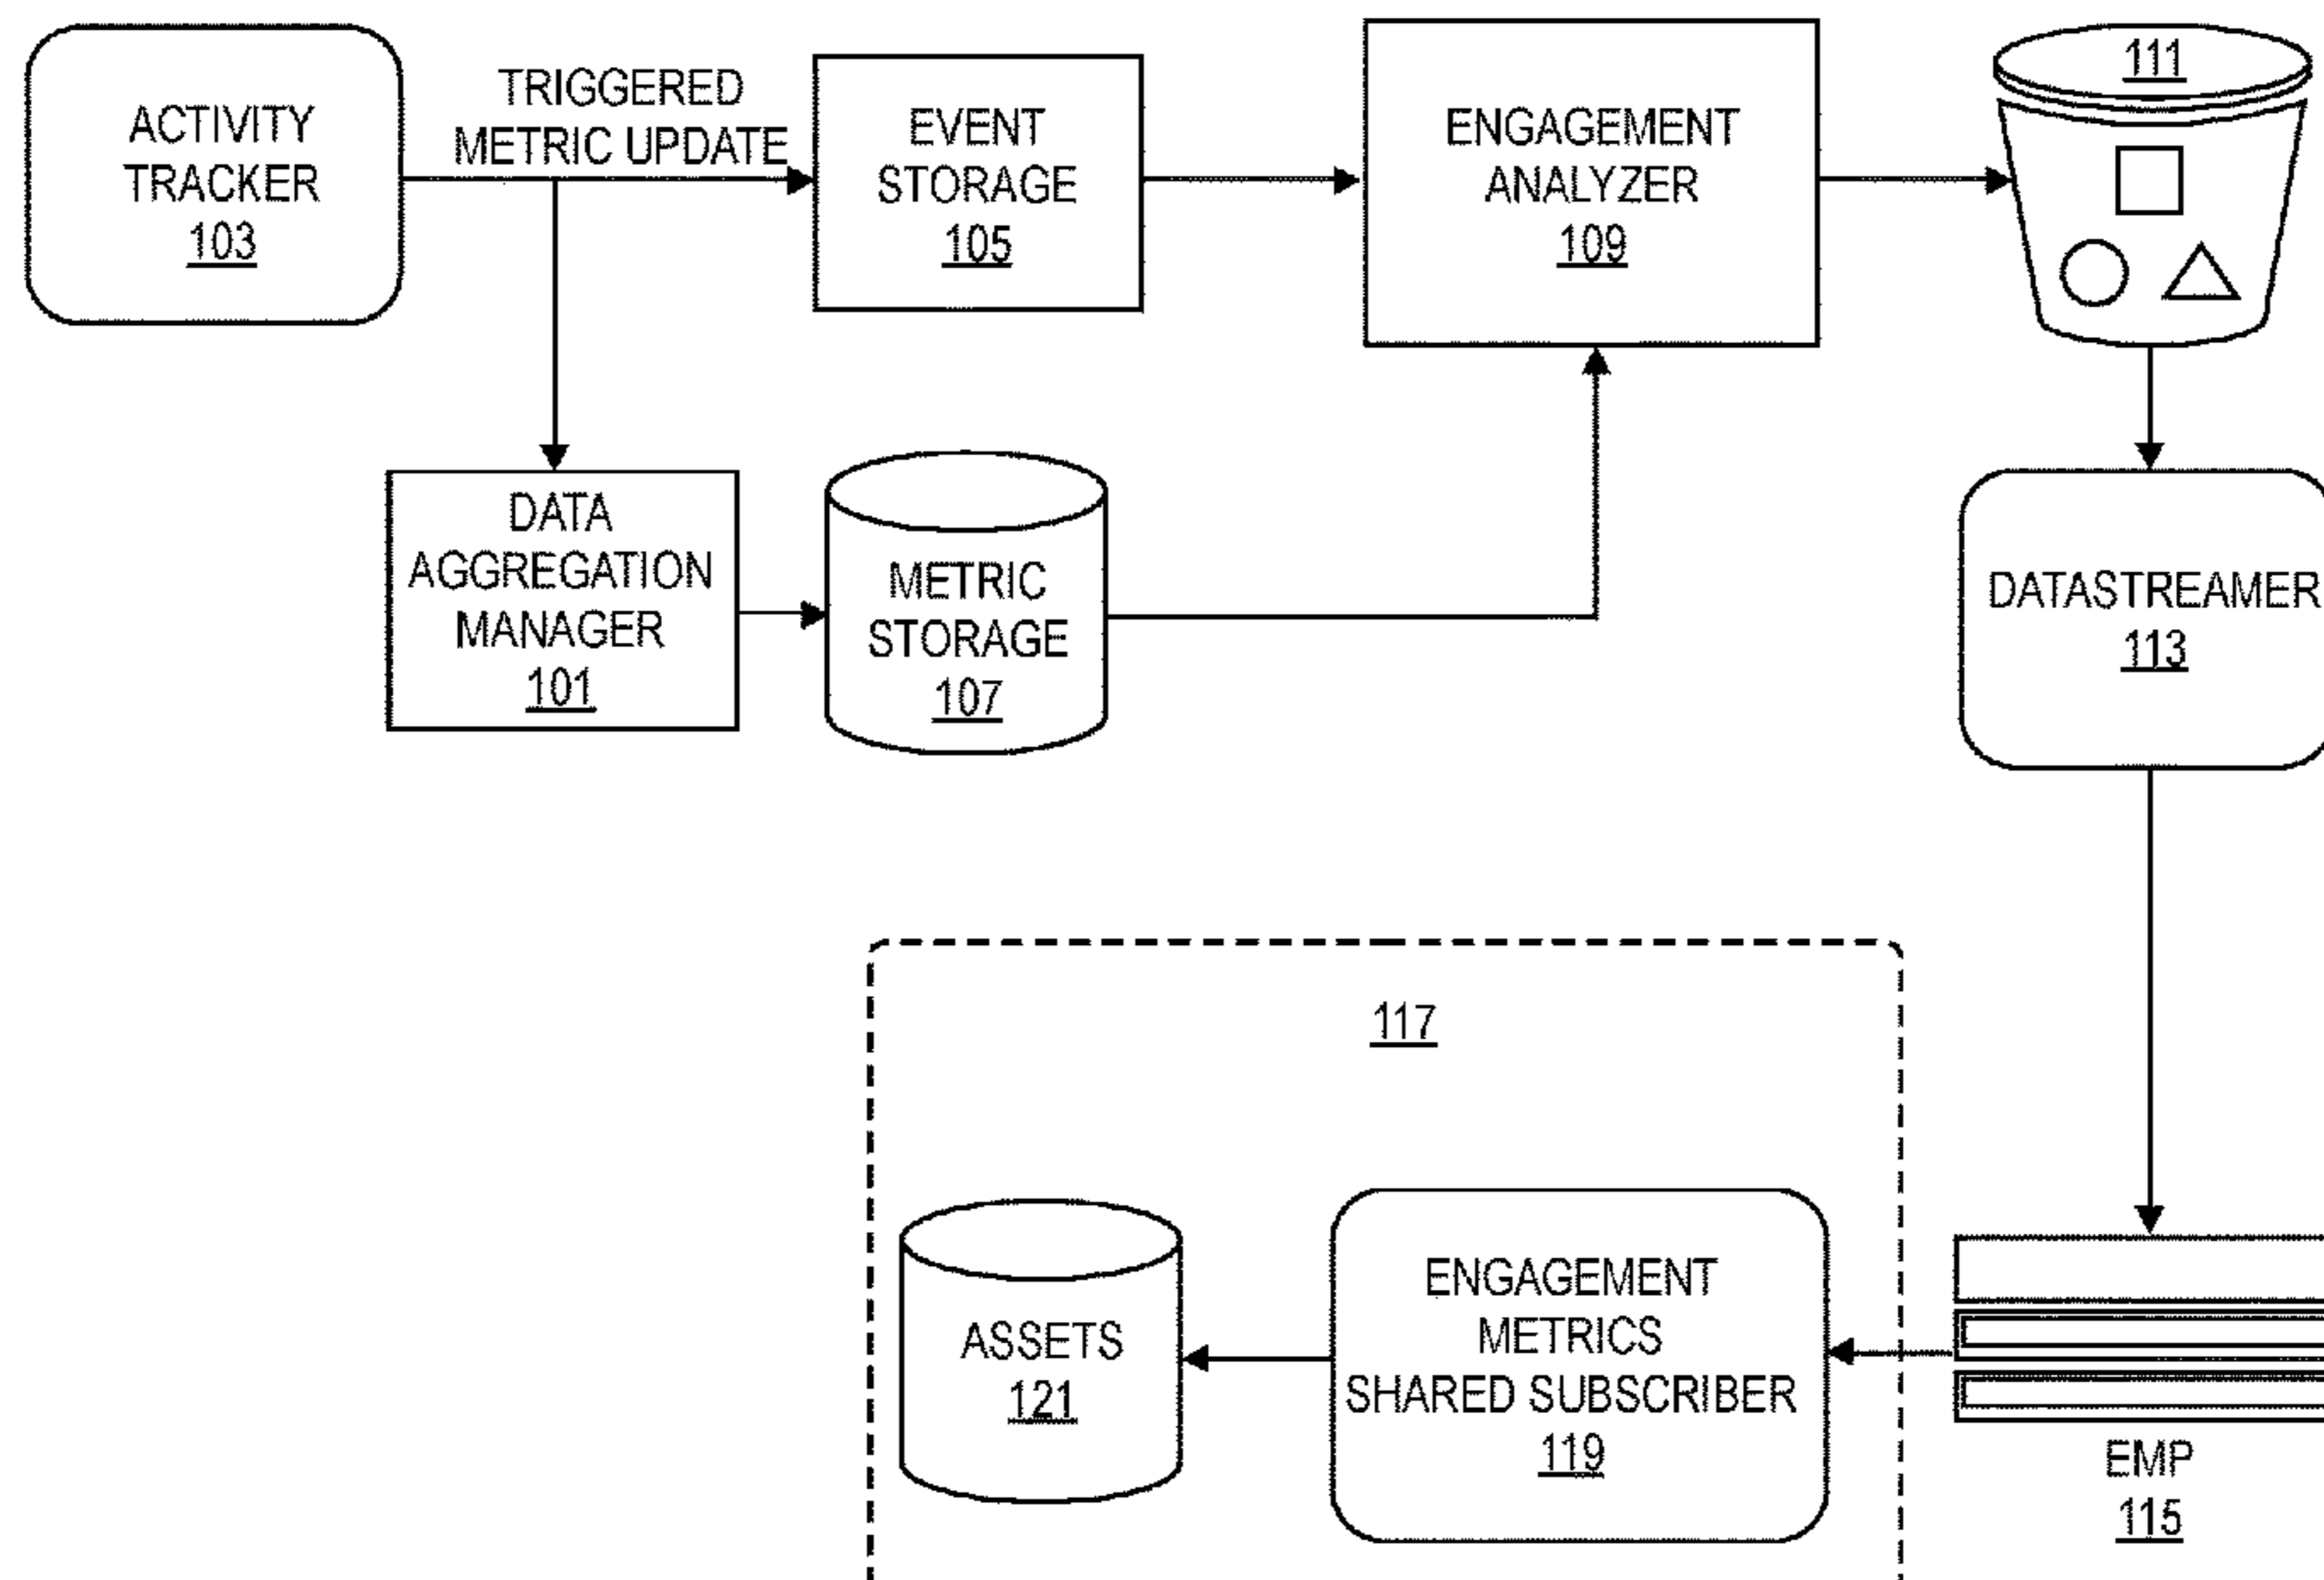 ACTIVITY
TRACKER
103
TRIGGERED
METRIC UPDATE
EVENT
STORAGE
105
ENGAGEMENT
ANALYZER
109
111
DATA
AGGREGATION
MANAGER
101
METRIC
STORAGE
107
DATASTREAMER
113
117
ASSETS
121
ENGAGEMENT
METRICS
SHARED SUBSCRIBER
119
EMP
115